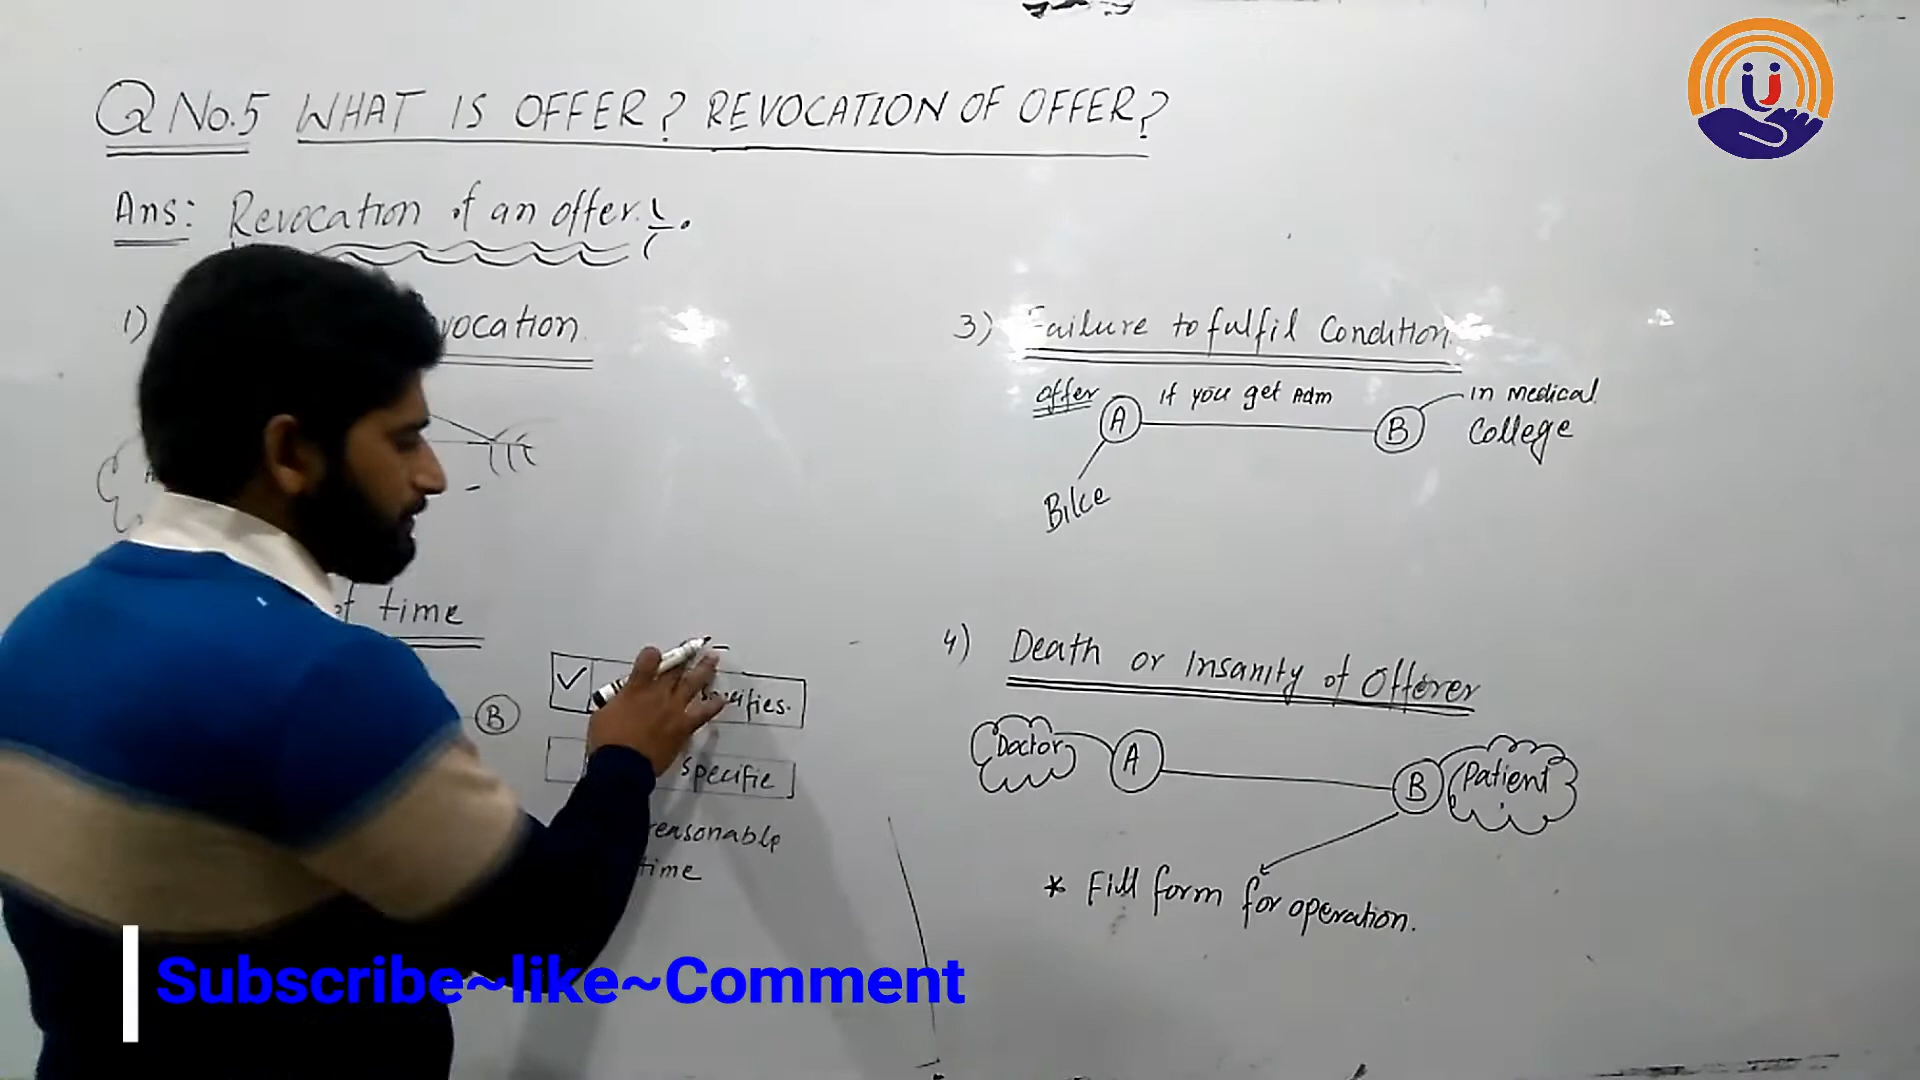 Q No.5 WHAT IS OFFER? REVOCATION OF OFFER?
Ans: Revocation of an offer:
1) vocation
of time
B
✓ specifies.
specific
reasonable
time
3) Failure to fulfil Condition
offer A if you get Adm B in medical
College
Bike
4) Death or insanity of Offerer
Doctor A B Patient
* Fill form for operation.
Subscribe~like~Comment